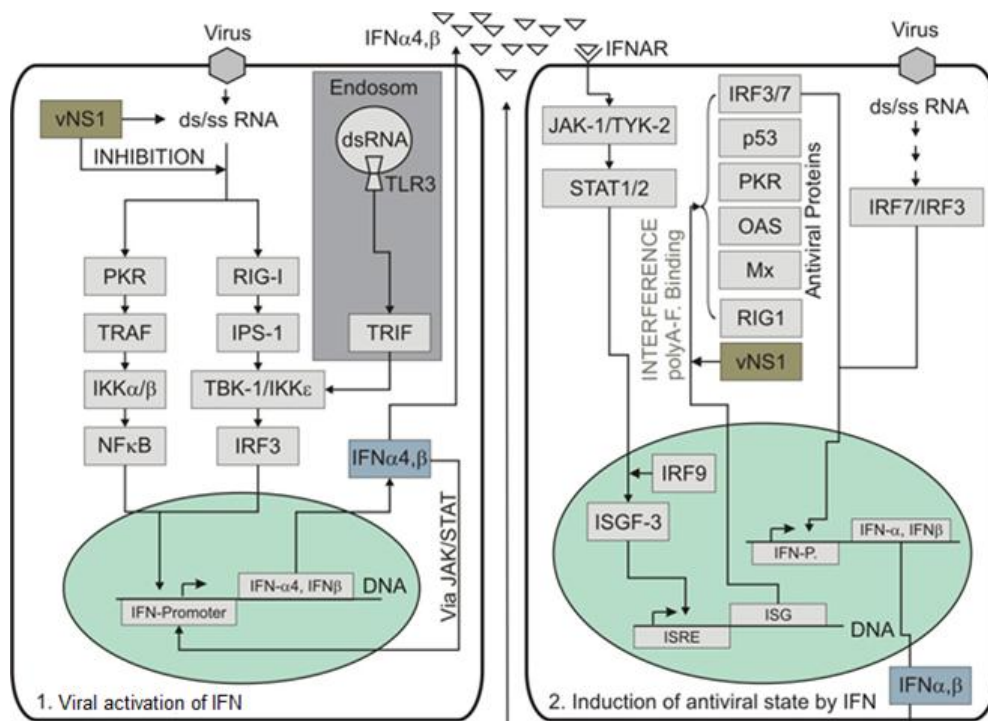 Virus
IFNα4,β
vNS1
ds/ss RNA
INHIBITION
Endosom
dsRNA
TLR3
PKR
RIG-I
TRAF
IPS-1
TRIF
IKKα/β
TBK-1/IKKε
NFκB
IRF3
IFNα4,β
Via JAK/STAT
IFN-α4, IFNβ
DNA
IFN-Promoter
1. Viral activation of IFN
IFNAR
Virus
JAK-1/TYK-2
STAT1/2
IRF3/7
p53
PKR
OAS
Mx
RIG1
Antiviral Proteins
ds/ss RNA
IRF7/IRF3
INTERFERENCE
polyA-F. Binding
vNS1
IRF9
ISGF-3
IFN-α, IFNβ
IFN-P.
ISG
ISRE
DNA
IFNα,β
2. Induction of antiviral state by IFN